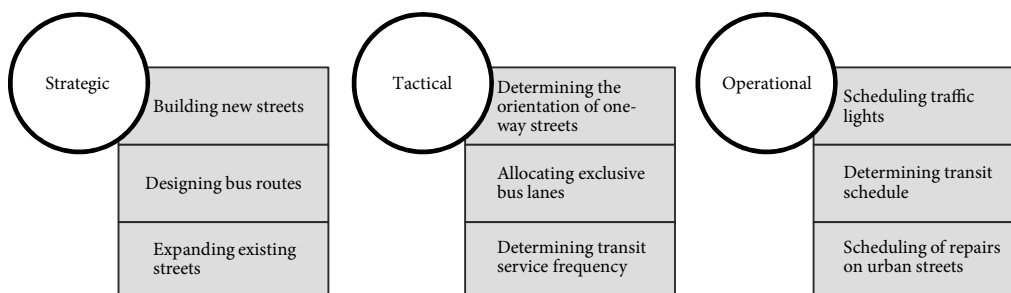 Strategic
Building new streets
Designing bus routes
Expanding existing
streets
Tactical
Determining the
orientation of one-
way streets
Allocating exclusive
bus lanes
Determining transit
service frequency
Operational
Scheduling traffic
lights
Determining transit
schedule
Scheduling of repairs
on urban streets